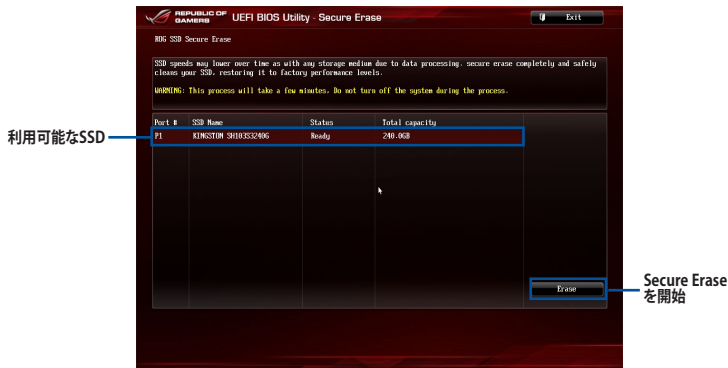 REPUBLIC OF GAMERS UEFI BIOS Utility - Secure Erase
Exit
ROG SSD Secure Erase
SSD speeds may lower over time as with any storage medium due to data processing. secure erase completely and safely
cleans your SSD. restoring it to factory performance levels.
WARNING: This process will take a few minutes. Do not turn off the system during the process.
Port # SSD Name Status Total capacity
P1 KINGSTON SH103S3240G Ready 240.0GB
利用可能なSSD
Erase
Secure Erase
を開始